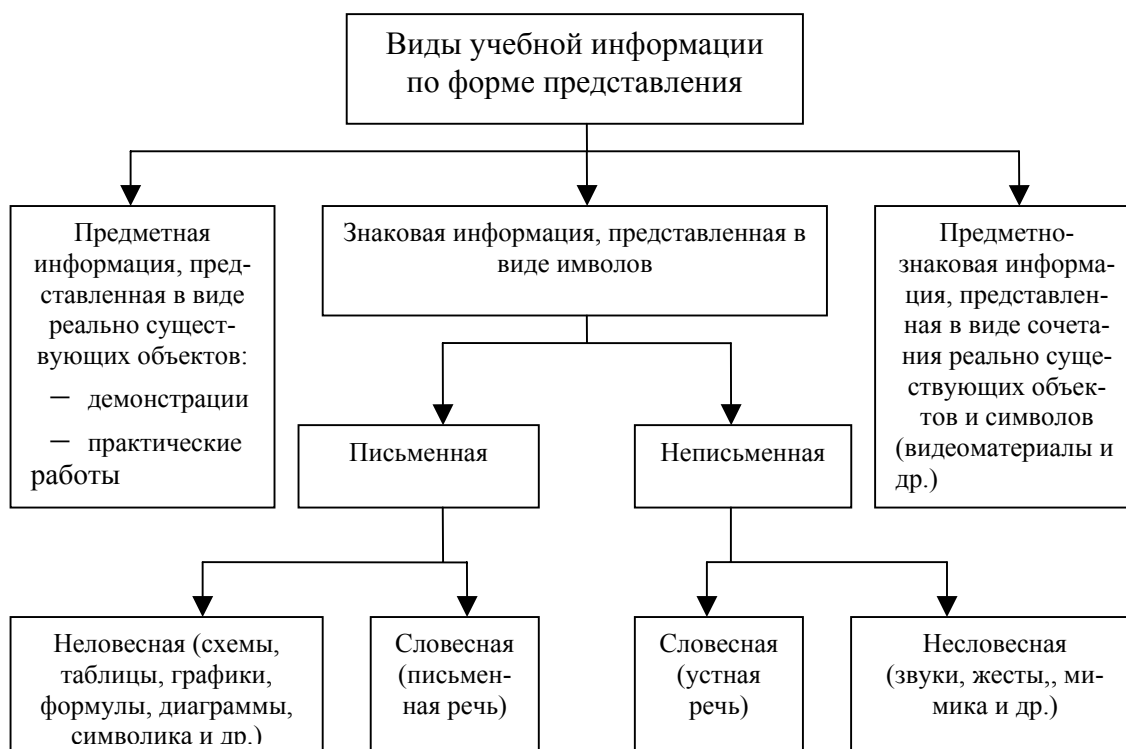 Виды учебной информации
по форме представления
Предметная
информация, пред-
ставленная в виде
реально сущест-
вующих объектов:
— демонстрации
— практические
работы
Знаковая информация, представленная в
виде имволов
Предметно-
знаковая информа-
ция, представлен-
ная в виде сочета-
ния реально суще-
ствующих объек-
тов и символов
(видеоматериалы и
др.)
Письменная
Неписьменная
Неловесная (схемы,
таблицы, графики,
формулы, диаграммы,
символика и др.)
Словесная
(письмен-
ная речь)
Словесная
(устная
речь)
Несловесная
(звуки, жесты,, ми-
мика и др.)